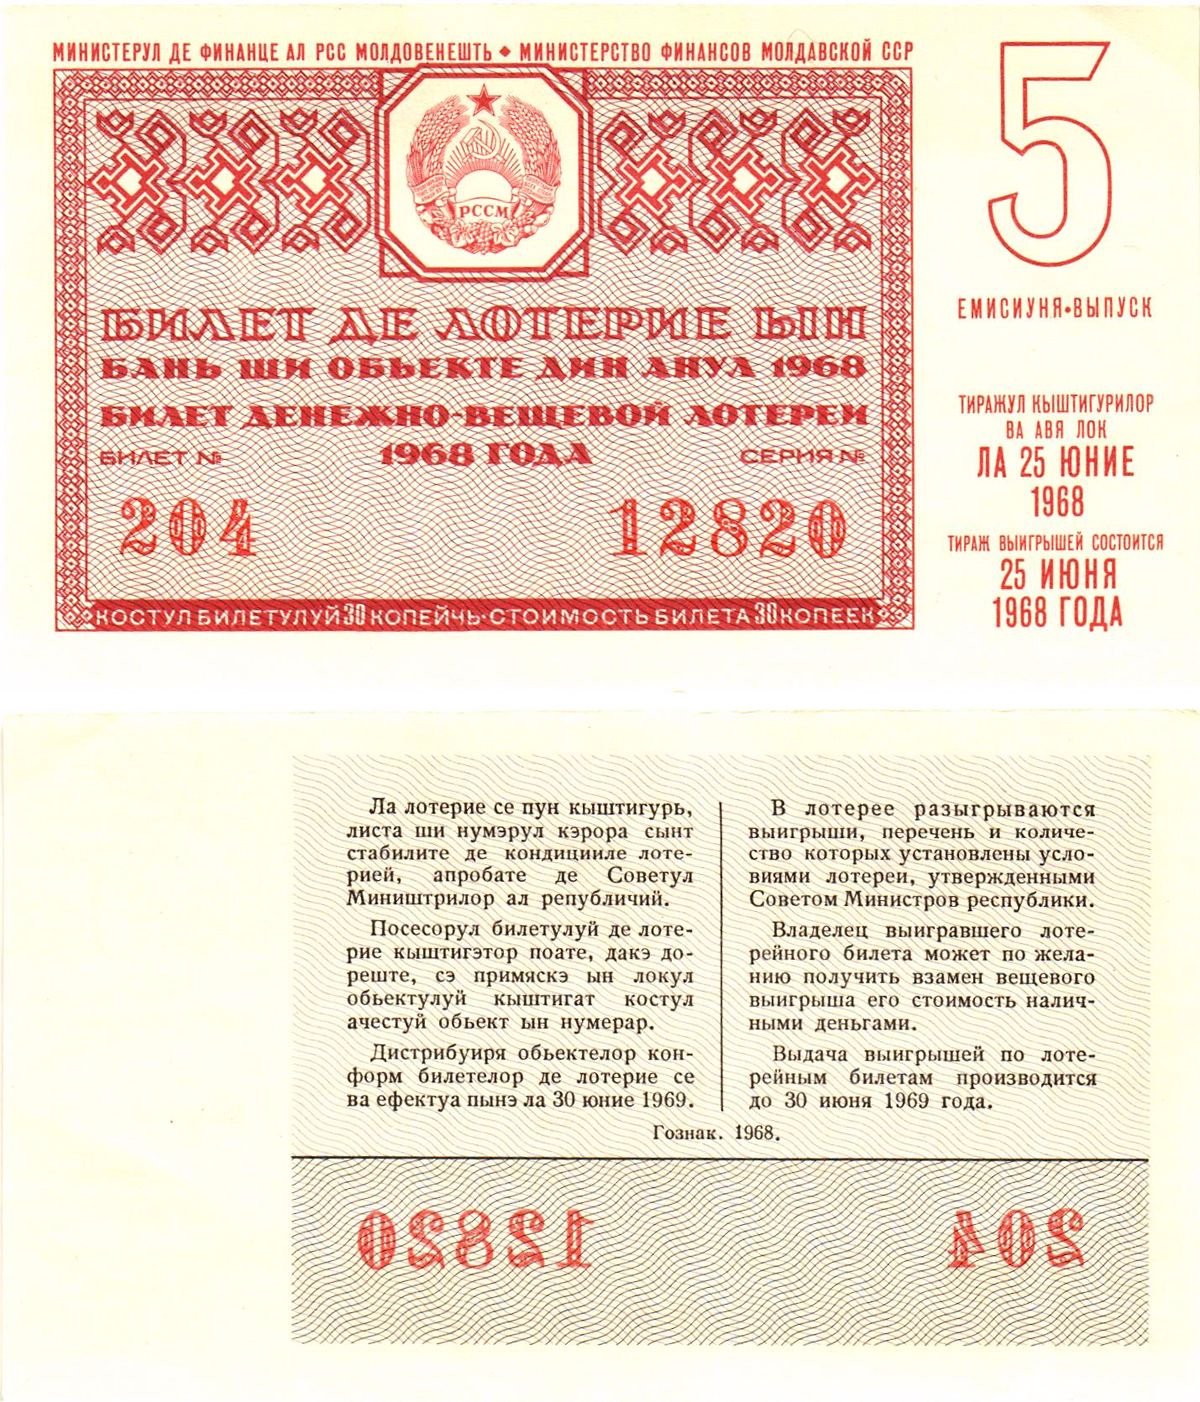 МИНИСТЕРУЛ ДЕ ФИНАНЦЕ АЛ РСС МОЛДОВЕНЕШТЬ ◆ МИНИСТЕРСТВО ФИНАНСОВ МОЛДАВСКОЙ ССР
РССМ
БИЛЕТ ДЕ ЛОТЕРИЕ ЫН
БАНЬ ШИ ОБЬЕКТЕ ДИН АНУЛ 1968
БИЛЕТ ДЕНЕЖНО-ВЕЩЕВОЙ ЛОТЕРЕИ
1968 ГОДА
БИЛЕТ № СЕРИЯ №
204 12820
КОСТУЛ БИЛЕТУЛУЙ 30 КОПЕЙЧЬ·СТОИМОСТЬ БИЛЕТА 30 КОПЕЕК
5
ЕМИСИУНЯ•ВЫПУСК
ТИРАЖУЛ КЫШТИГУРИЛОР
ВА АВЯ ЛОК
ЛА 25 ЮНИЕ
1968
ТИРАЖ ВЫИГРЫШЕЙ СОСТОИТСЯ
25 ИЮНЯ
1968 ГОДА
Ла лотерие се пун кыштигурь,
листа ши нумэрул кэрора сынт
стабилите де кондицииле лоте-
рией, апробате де Советул
Миништрилор ал републичий.
Посесорул билетулуй де лоте-
рие кыштигэтор поате, дакэ до-
реште, сэ примяскэ ын локул
обьектулуй кыштигат костул
ачестуй обьект ын нумерар.
Дистрибуиря обьектелор кон-
форм билетелор де лотерие се
ва ефектуа пынэ ла 30 юние 1969.
В лотерее разыгрываются
выигрыши, перечень и количе-
ство которых установлены усло-
виями лотереи, утвержденными
Советом Министров республики.
Владелец выигравшего лоте-
рейного билета может по жела-
нию получить взамен вещевого
выигрыша его стоимость налич-
ными деньгами.
Выдача выигрышей по лоте-
рейным билетам производится
до 30 июня 1969 года.
Гознак. 1968.
12820 204